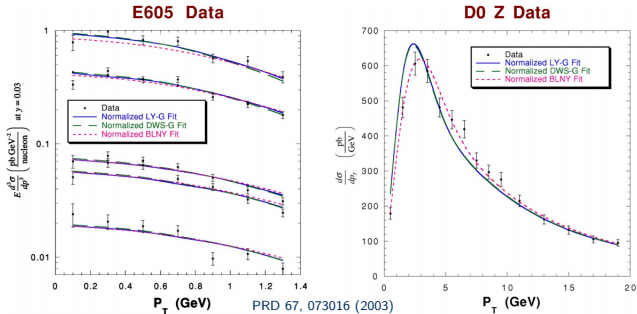 E605 Data
D0 Z Data
1
0.1
0.01
E d³σ/dp³ (pb GeV⁻²/nucleon) at y = 0.03
Data
Normalized LY-G Fit
Normalized DWS-G Fit
Normalized BLNY Fit
0 0.2 0.4 0.6 0.8 1 1.2 1.4
P_T (GeV)
700
600
500
400
300
200
100
0
dσ/dp_T (pb/GeV)
Data
Normalized LY-G Fit
Normalized DWS-G Fit
Normalized BLNY Fit
0 5 10 15 20
P_T (GeV)
PRD 67, 073016 (2003)